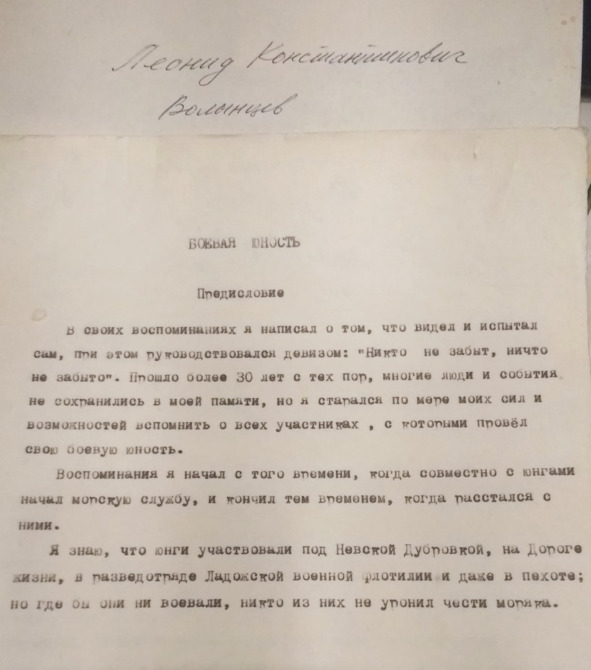 Леонид Константинович
Волынцев
БОЕВАЯ ЮНОСТЬ
Предисловие
В своих воспоминаниях я написал о том, что видел и испытал
сам, при этом руководствовался девизом: "Никто не забыт, ничто
не забыто". Прошло более 30 лет с тех пор, многие люди и события
не сохранились в моей памяти, но я старался по мере моих сил и
возможностей вспомнить о всех участниках , с которыми провёл
свою боевую юность.
Воспоминания я начал с того времени, когда совместно с юнгами
начал морскую службу, и кончил тем временем, когда расстался с
ними.
Я знаю, что юнги участвовали под Невской Дубровкой, на Дороге
жизни, в разведотряде Ладожской военной флотилии и даже в пехоте;
но где бы они ни воевали, никто из них не уронил чести моряка.